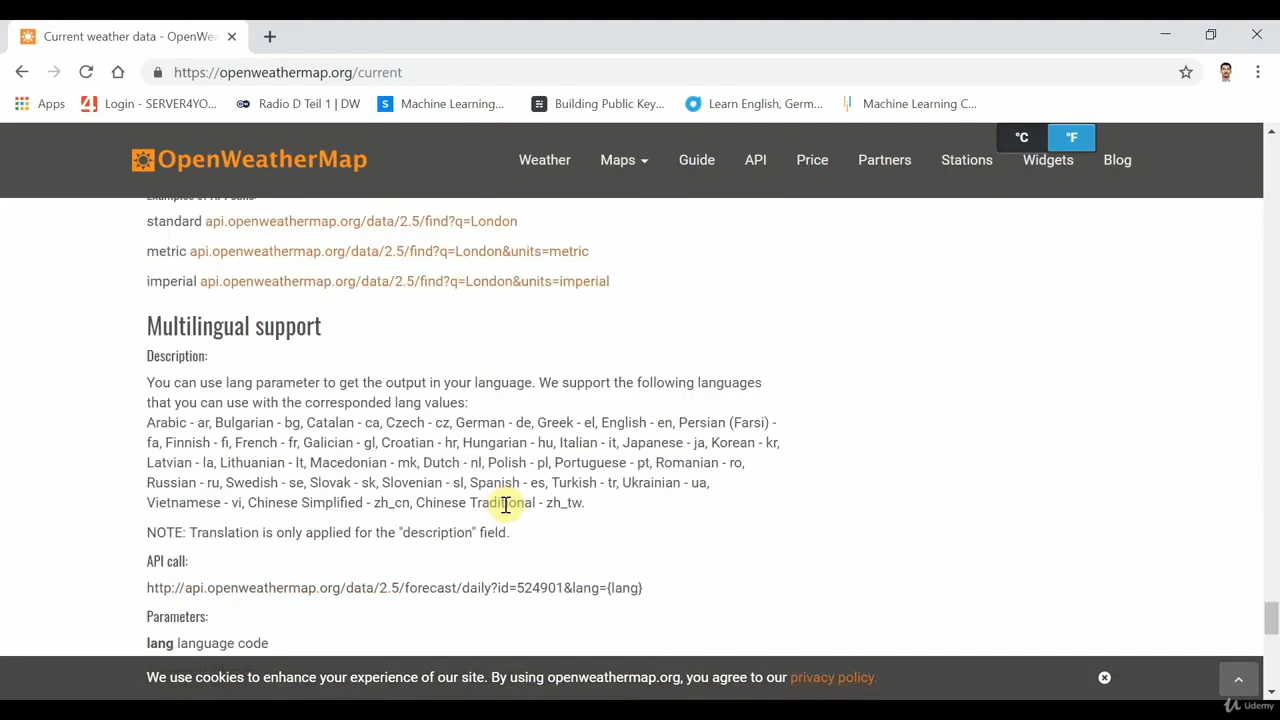 Current weather data - OpenWea
https://openweathermap.org/current
Apps
Login - SERVER4YO...
Radio D Teil 1 | DW
Machine Learning...
Building Public Key...
Learn English, Germ...
Machine Learning C...
°C
°F
OpenWeatherMap
Weather
Maps
Guide
API
Price
Partners
Stations
Widgets
Blog
standard api.openweathermap.org/data/2.5/find?q=London
metric api.openweathermap.org/data/2.5/find?q=London&units=metric
imperial api.openweathermap.org/data/2.5/find?q=London&units=imperial
Multilingual support
Description:
You can use lang parameter to get the output in your language. We support the following languages
that you can use with the corresponded lang values:
Arabic - ar, Bulgarian - bg, Catalan - ca, Czech - cz, German - de, Greek - el, English - en, Persian (Farsi) -
fa, Finnish - fi, French - fr, Galician - gl, Croatian - hr, Hungarian - hu, Italian - it, Japanese - ja, Korean - kr,
Latvian - la, Lithuanian - lt, Macedonian - mk, Dutch - nl, Polish - pl, Portuguese - pt, Romanian - ro,
Russian - ru, Swedish - se, Slovak - sk, Slovenian - sl, Spanish - es, Turkish - tr, Ukrainian - ua,
Vietnamese - vi, Chinese Simplified - zh_cn, Chinese Traditional - zh_tw.
NOTE: Translation is only applied for the "description" field.
API call:
http://api.openweathermap.org/data/2.5/forecast/daily?id=524901&lang={lang}
Parameters:
lang language code
We use cookies to enhance your experience of our site. By using openweathermap.org, you agree to our privacy policy.
Udemy